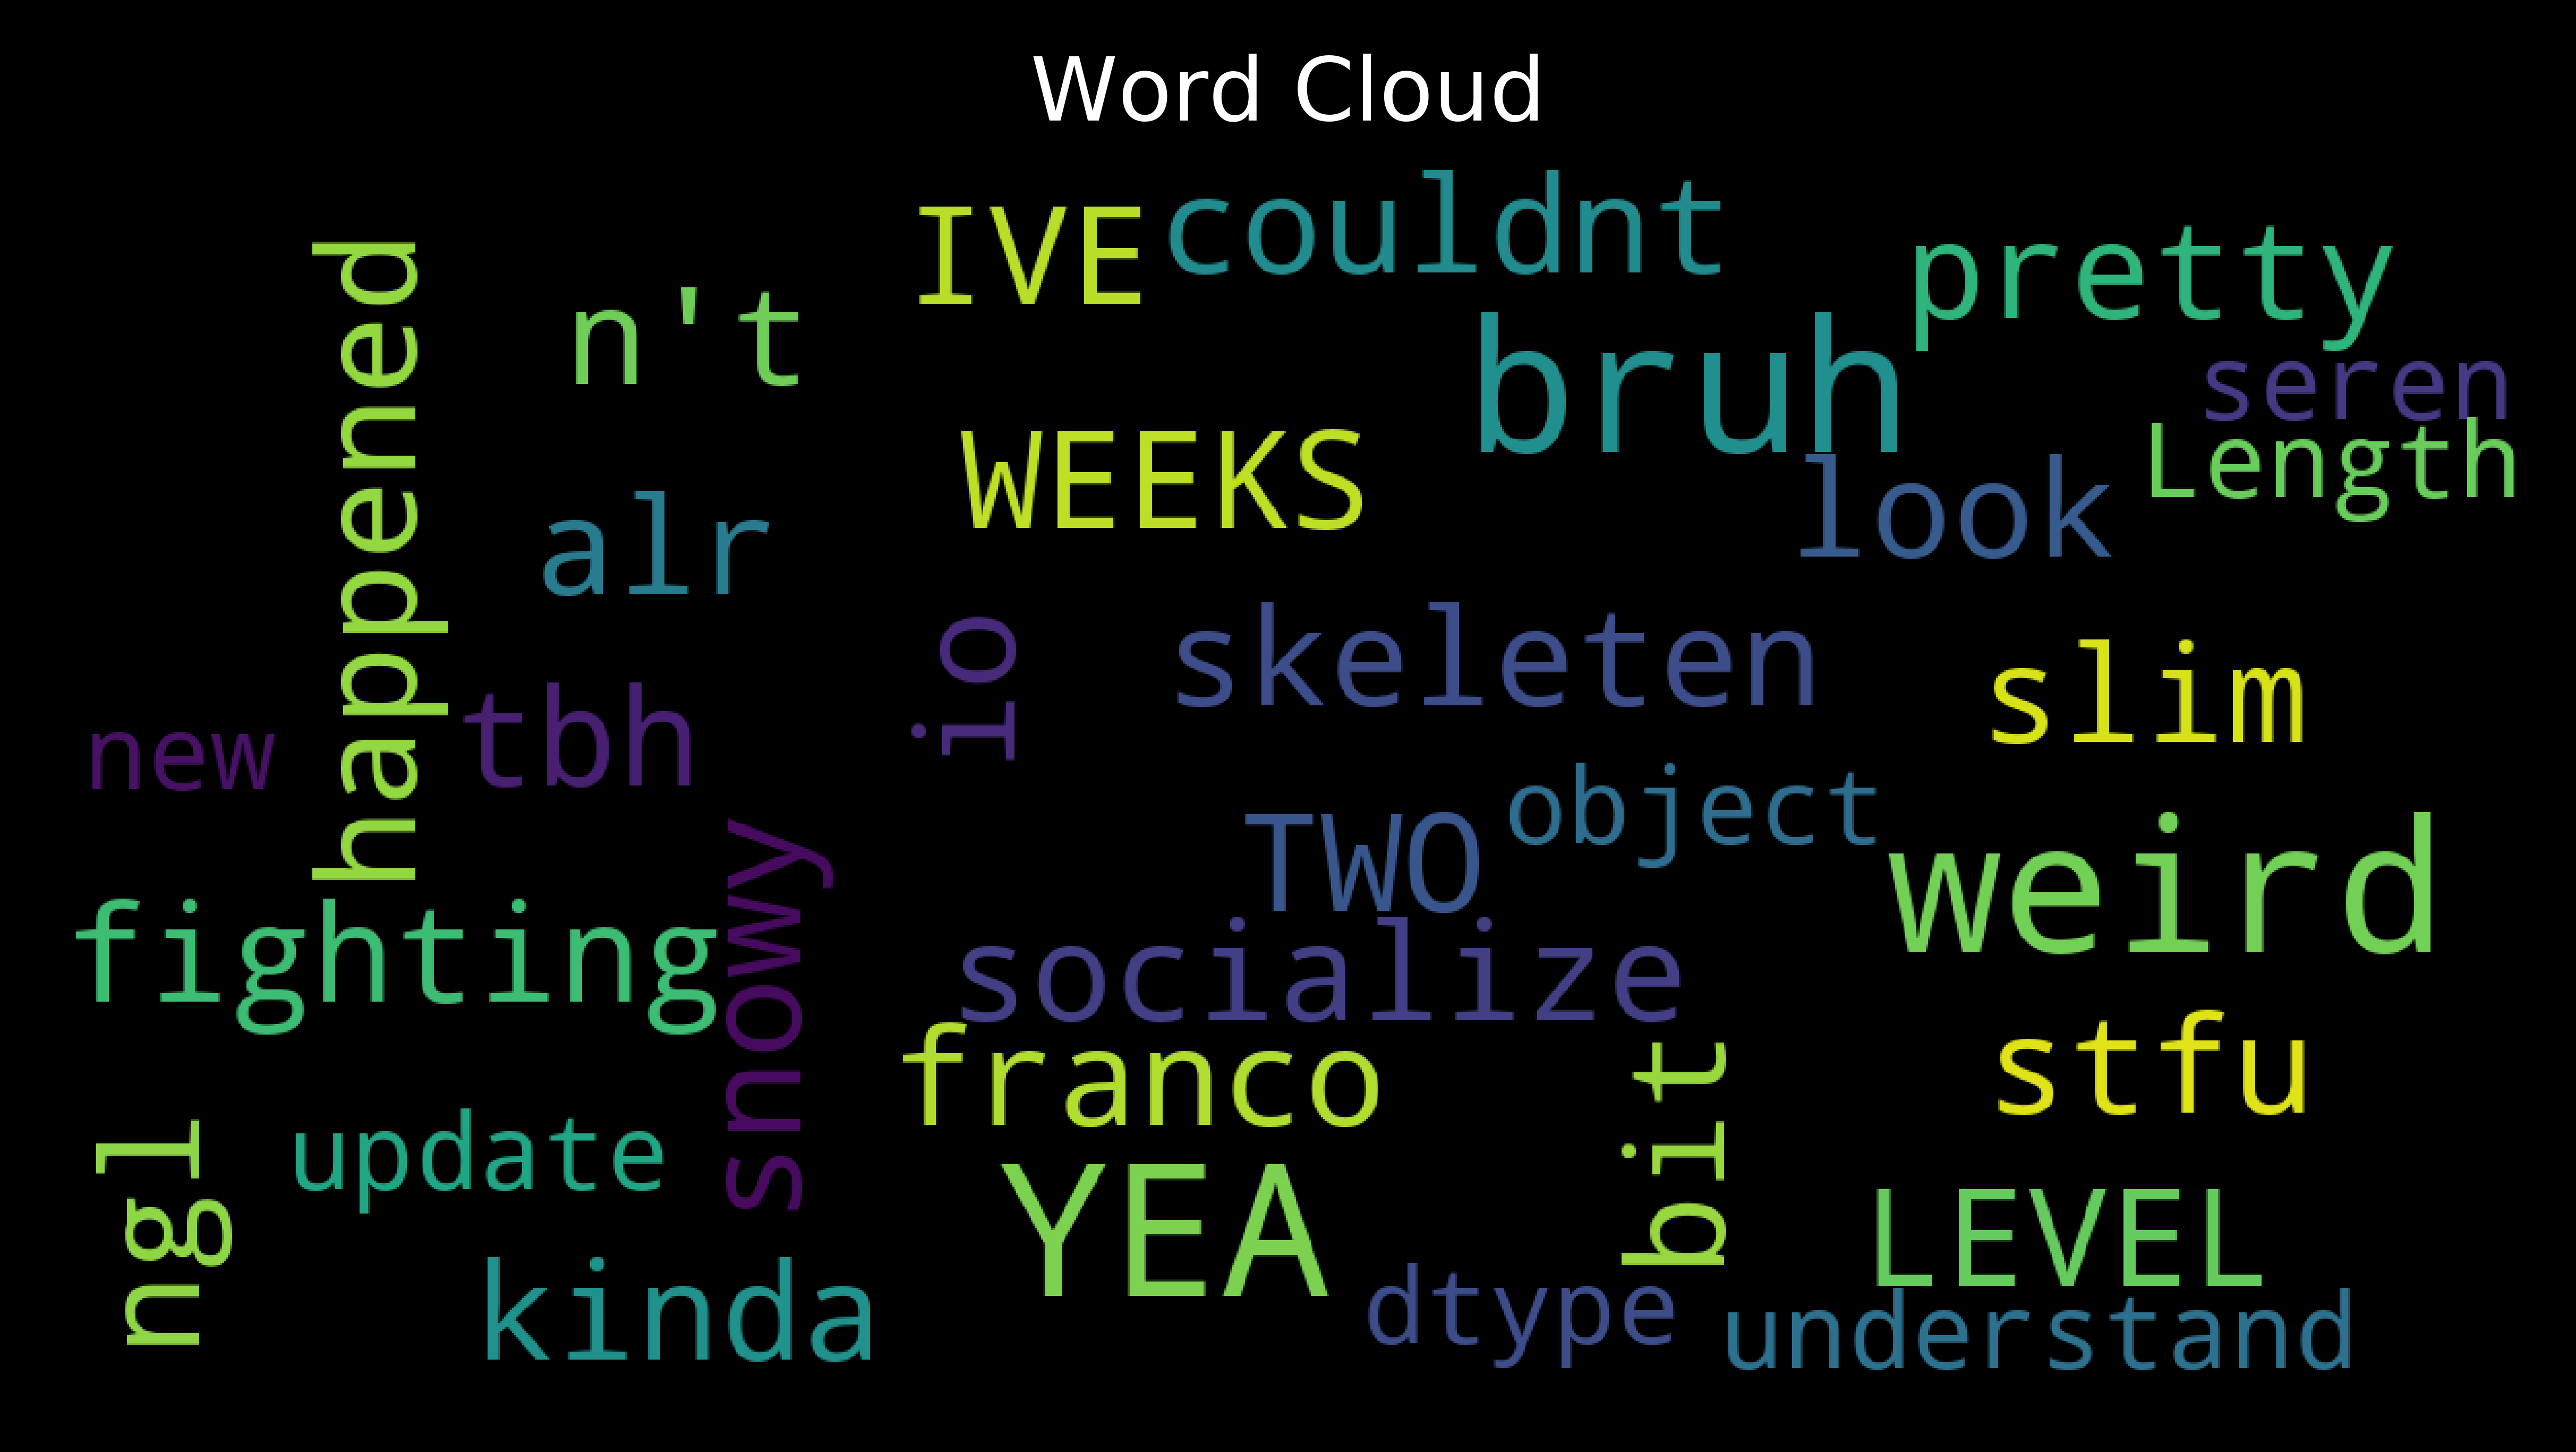 Word Cloud
IVE
couldnt
pretty
happened
n't
bruh
seren
Length
WEEKS
look
alr
io
skeleten
slim
new
tbh
object
TWO
weird
snowy
fighting
socialize
franco
stfu
bit
ngl
update
YEA
LEVEL
kinda
dtype
understand